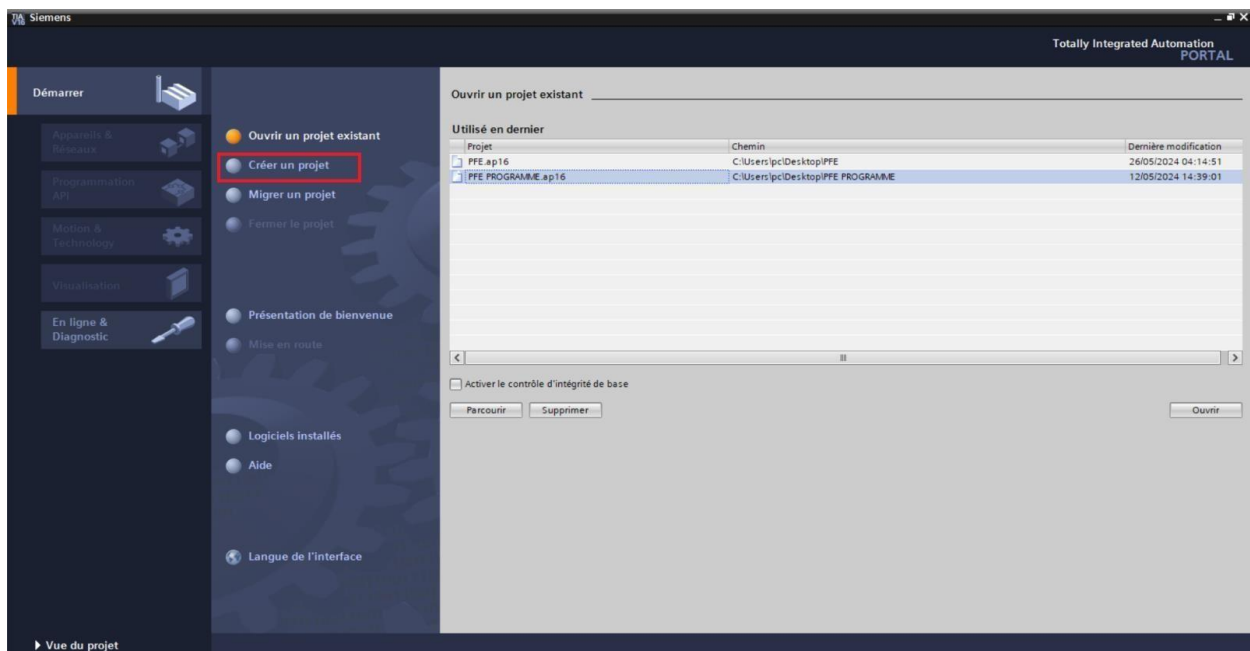 TIA
V16
Siemens
Totally Integrated Automation
PORTAL
Démarrer
Appareils &
Réseaux
Programmation
API
Motion &
Technology
Visualisation
En ligne &
Diagnostic
Ouvrir un projet existant
Créer un projet
Migrer un projet
Fermer le projet
Présentation de bienvenue
Mise en route
Logiciels installés
Aide
Langue de l'interface
Ouvrir un projet existant
Utilisé en dernier
Projet Chemin Dernière modification
PFE.ap16 C:\Users\pc\Desktop\PFE 26/05/2024 04:14:51
PFE PROGRAMME.ap16 C:\Users\pc\Desktop\PFE PROGRAMME 12/05/2024 14:39:01
Activer le contrôle d'intégrité de base
Parcourir Supprimer Ouvrir
Vue du projet